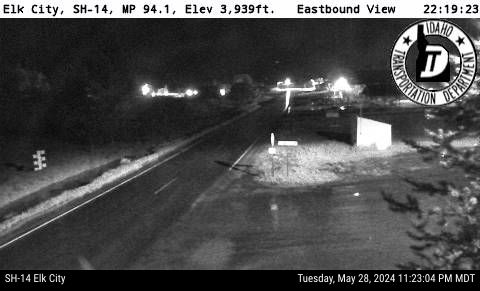 Elk City, SH-14, MP 94.1, Elev 3,939ft. Eastbound View 22:19:23
IDAHO
TRANSPORTATION DEPARTMENT
SH-14 Elk City Tuesday, May 28, 2024 11:23:04 PM MDT